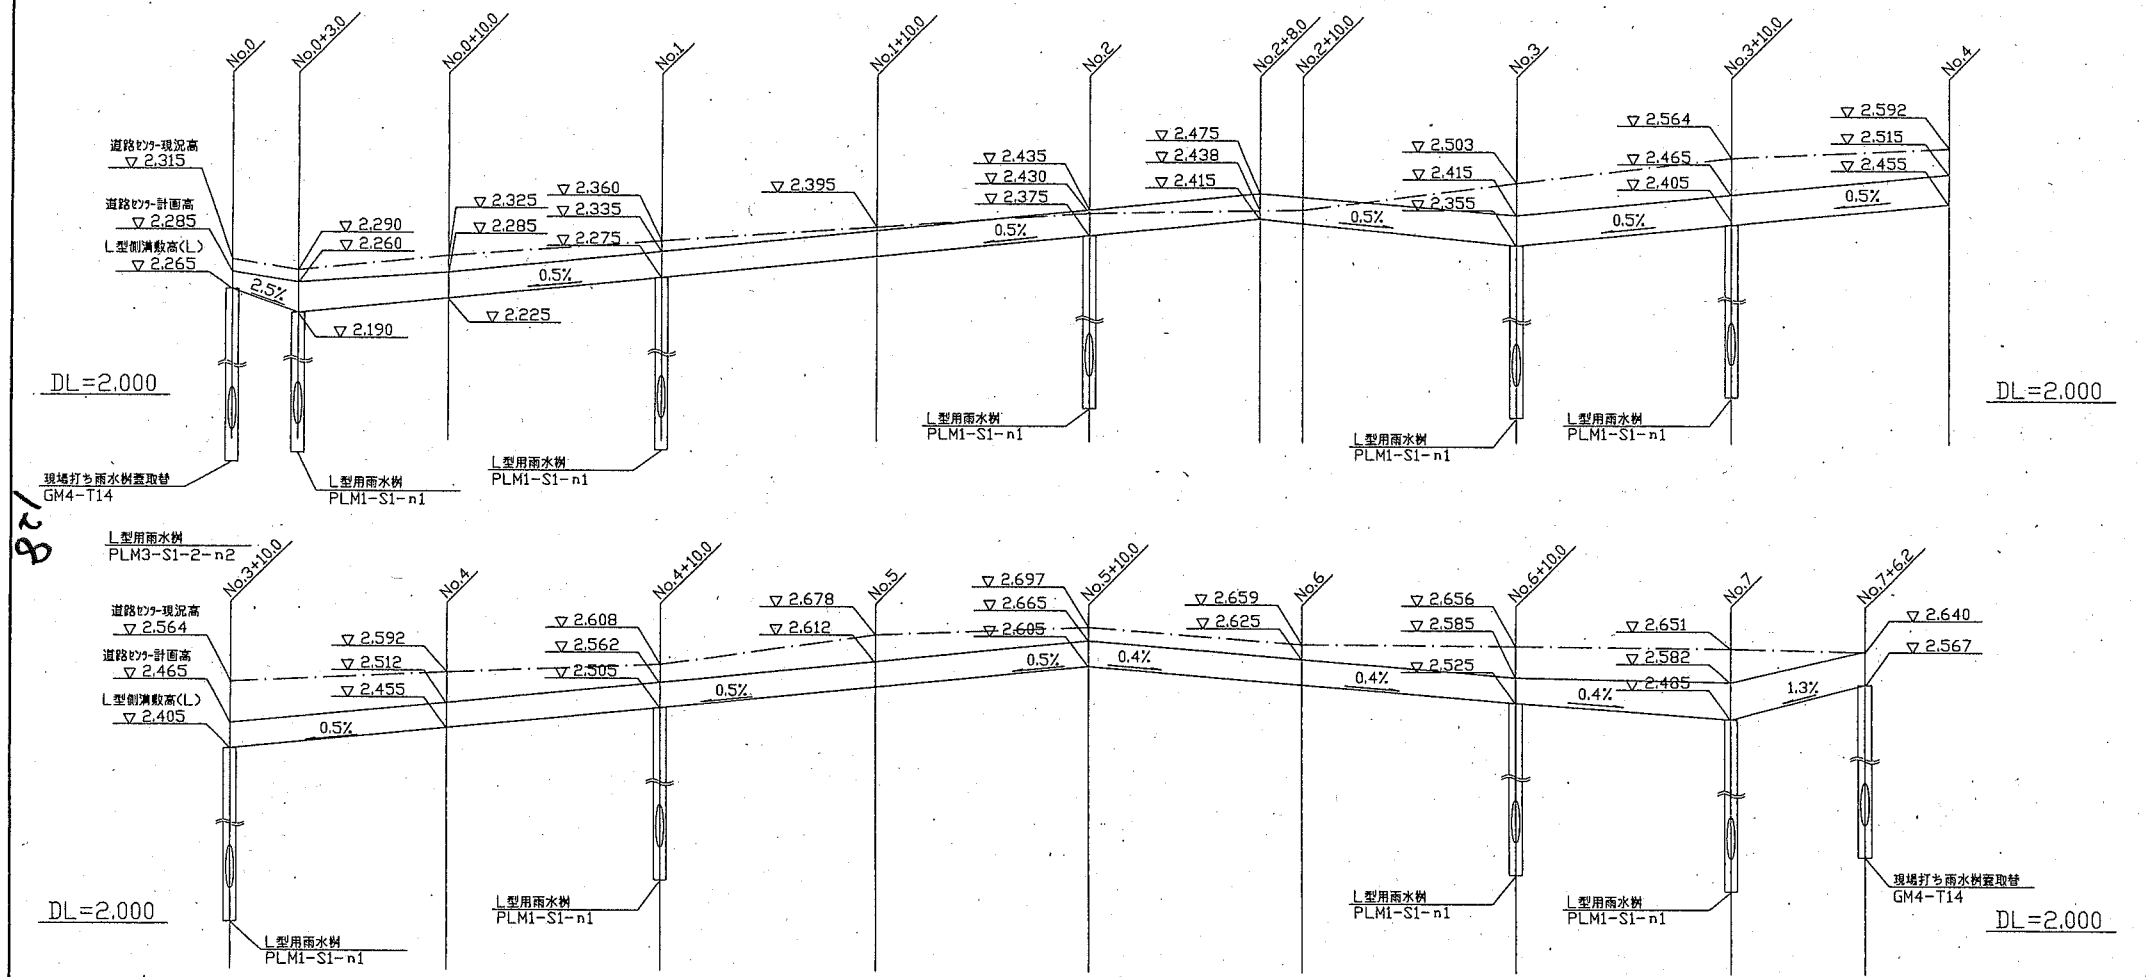 No.0
No.0+3.0
No.0+10.0
No.1
No.1+10.0
No.2
No.2+8.0
No.2+10.0
No.3
No.3+10.0
No.4
道路センター現況高
▽ 2.315
道路センター計画高
▽ 2.285
L型側溝敷高(L)
▽ 2.265
2.5%
▽ 2.290
▽ 2.260
▽ 2.190
▽ 2.325
▽ 2.285
▽ 2.225
0.5%
▽ 2.360
▽ 2.335
▽ 2.275
▽ 2.395
▽ 2.435
▽ 2.430
▽ 2.375
0.5%
▽ 2.475
▽ 2.438
▽ 2.415
0.5%
▽ 2.503
▽ 2.415
▽ 2.355
0.5%
▽ 2.564
▽ 2.465
▽ 2.405
0.5%
▽ 2.592
▽ 2.515
▽ 2.455
DL=2.000
DL=2.000
現場打ち雨水桝蓋取替
GM4-T14
L型用雨水桝
PLM1-S1-n1
L型用雨水桝
PLM1-S1-n1
L型用雨水桝
PLM1-S1-n1
L型用雨水桝
PLM1-S1-n1
L型用雨水桝
PLM1-S1-n1
128
L型用雨水桝
PLM3-S1-2-n2
No.3+10.0
No.4
No.4+10.0
No.5
No.5+10.0
No.6
No.6+10.0
No.7
No.7+6.2
道路センター現況高
▽ 2.564
道路センター計画高
▽ 2.465
L型側溝敷高(L)
▽ 2.405
0.5%
▽ 2.592
▽ 2.512
▽ 2.455
▽ 2.608
▽ 2.562
▽ 2.505
0.5%
▽ 2.678
▽ 2.612
▽ 2.697
▽ 2.665
▽ 2.605
0.5%
0.4%
▽ 2.659
▽ 2.625
0.4%
▽ 2.656
▽ 2.585
▽ 2.525
0.4%
▽ 2.651
▽ 2.582
▽ 2.485
1.3%
▽ 2.640
▽ 2.567
DL=2.000
DL=2.000
L型用雨水桝
PLM1-S1-n1
L型用雨水桝
PLM1-S1-n1
L型用雨水桝
PLM1-S1-n1
L型用雨水桝
PLM1-S1-n1
現場打ち雨水桝蓋取替
GM4-T14